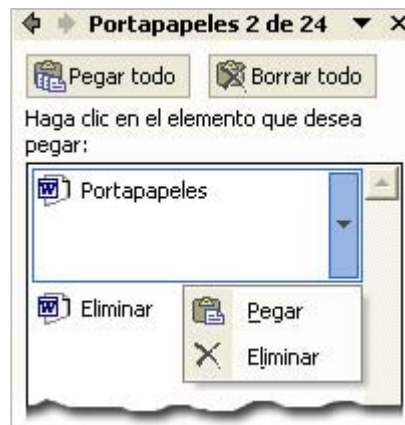 Portapapeles 2 de 24
Pegar todo Borrar todo
Haga clic en el elemento que desea
pegar:
Portapapeles
Eliminar Pegar
Eliminar